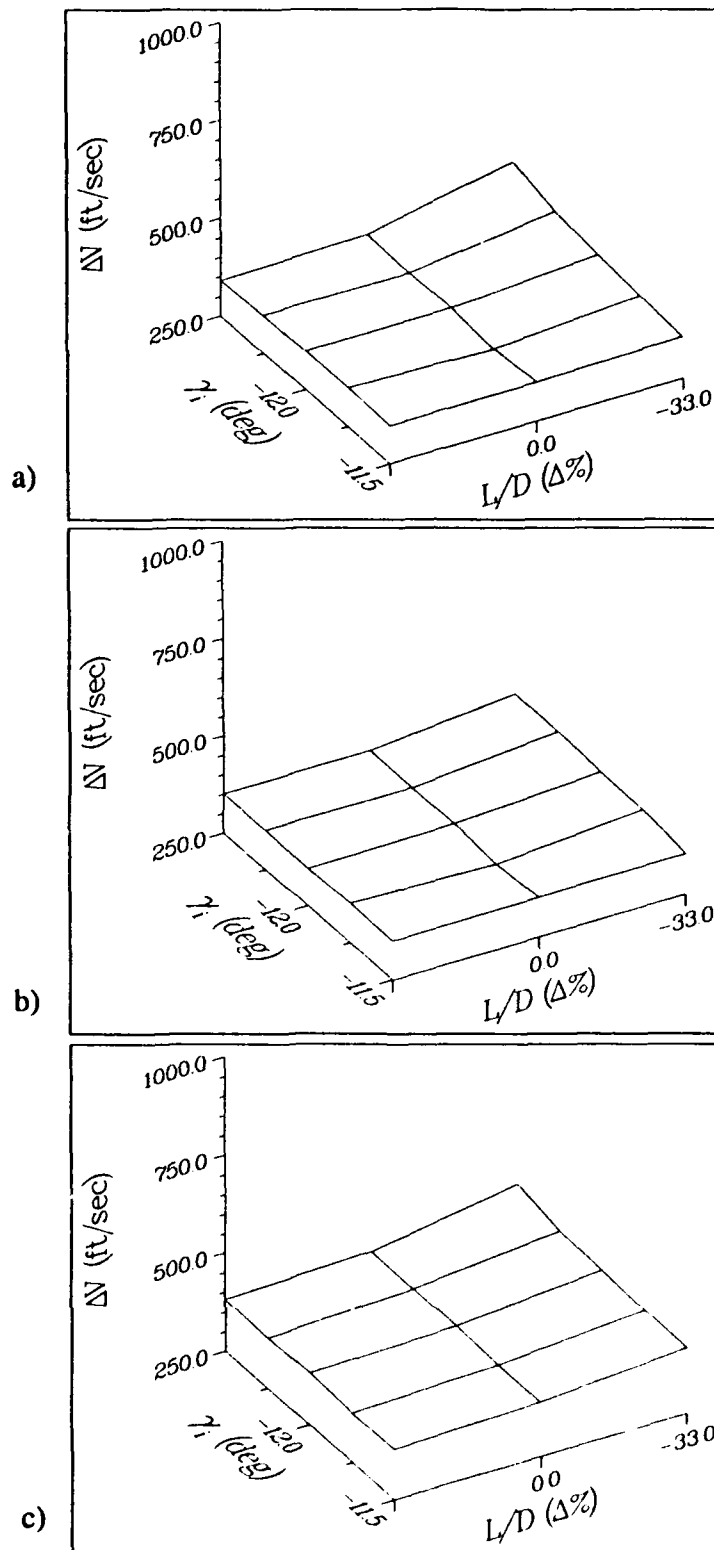 1000.0
750.0
500.0
250.0
ΔV (ft/sec)
γi (deg)
-12.0
-11.5
L/D (Δ%)
0.0
-33.0
a)
1000.0
750.0
500.0
250.0
ΔV (ft/sec)
γi (deg)
-12.0
-11.5
L/D (Δ%)
0.0
-33.0
b)
1000.0
750.0
500.0
250.0
ΔV (ft/sec)
γi (deg)
-12.0
-11.5
L/D (Δ%)
0.0
-33.0
c)